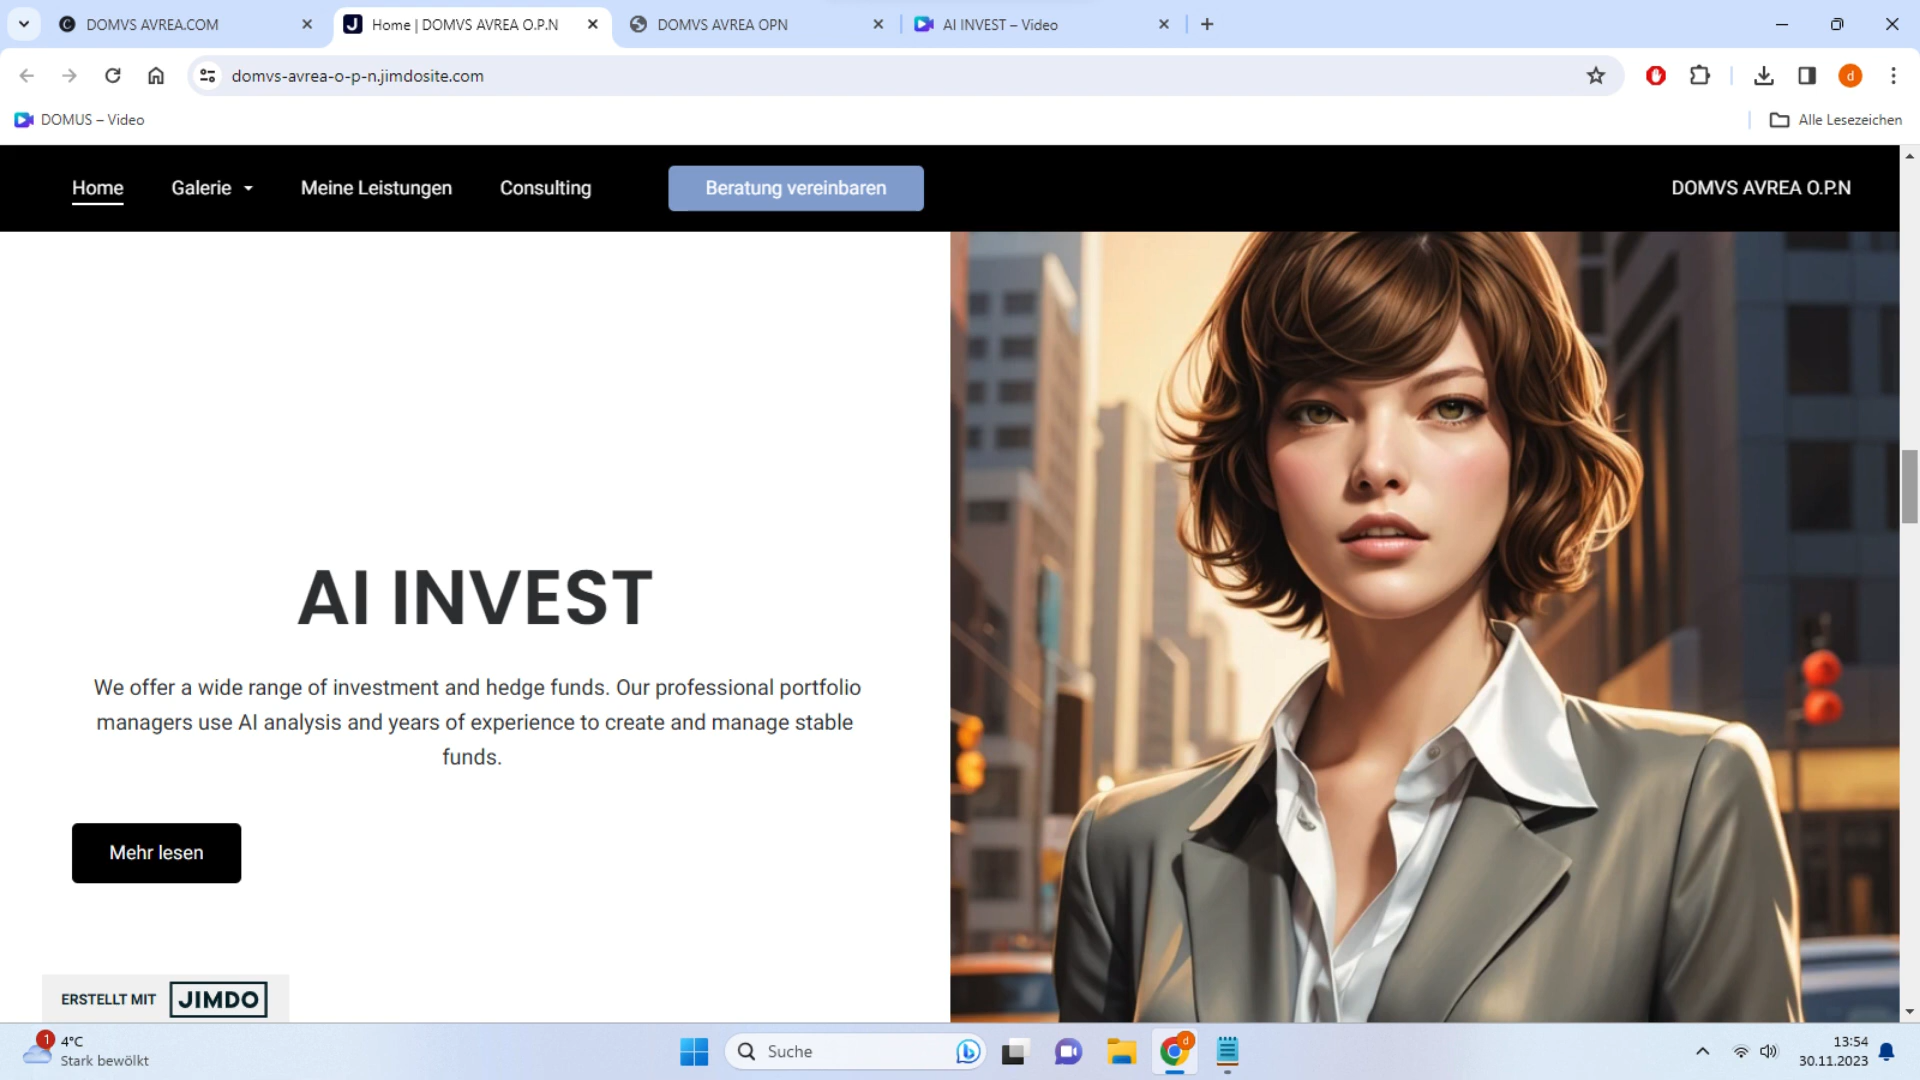 DOMVS AVREA.COM
Home | DOMVS AVREA O.P.N
DOMVS AVREA OPN
AI INVEST – Video
domvs-avrea-o-p-n.jimdosite.com
d
DOMUS – Video
Alle Lesezeichen
Home
Galerie
Meine Leistungen
Consulting
Beratung vereinbaren
DOMVS AVREA O.P.N
AI INVEST
We offer a wide range of investment and hedge funds. Our professional portfolio
managers use AI analysis and years of experience to create and manage stable
funds.
Mehr lesen
ERSTELLT MIT JIMDO
1
4°C
Stark bewölkt
Suche
d
13:54
30.11.2023